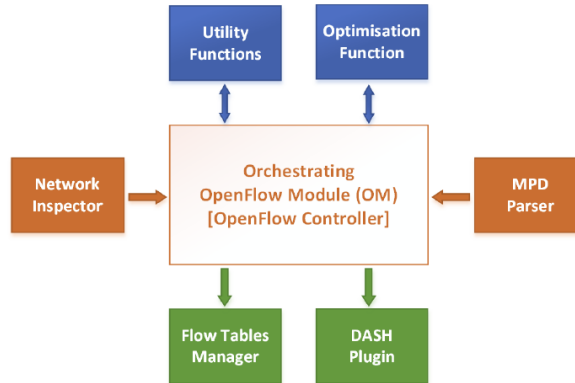 Utility
Functions
Optimisation
Function
Network
Inspector
Orchestrating
OpenFlow Module (OM)
[OpenFlow Controller]
MPD
Parser
Flow Tables
Manager
DASH
Plugin